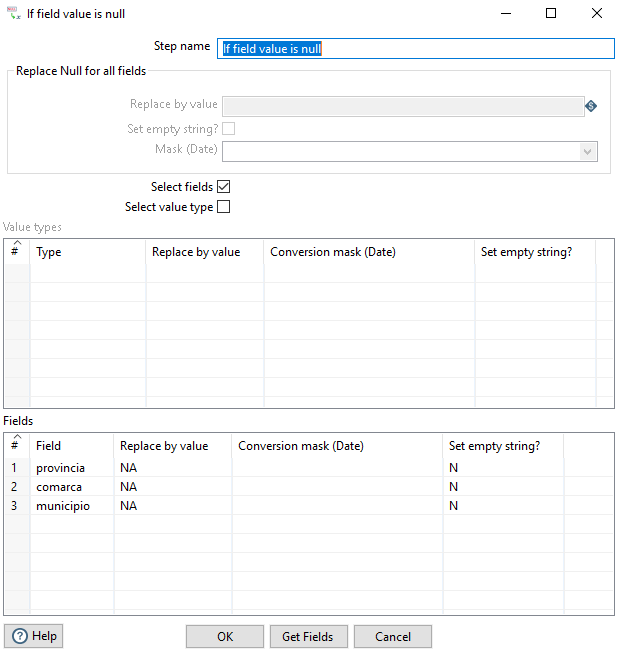 If field value is null
Step name If field value is null
Replace Null for all fields
Replace by value
Set empty string?
Mask (Date)
Select fields
Select value type
Value types
# Type Replace by value Conversion mask (Date) Set empty string?
Fields
# Field Replace by value Conversion mask (Date) Set empty string?
1 provincia NA N
2 comarca NA N
3 municipio NA N
Help OK Get Fields Cancel